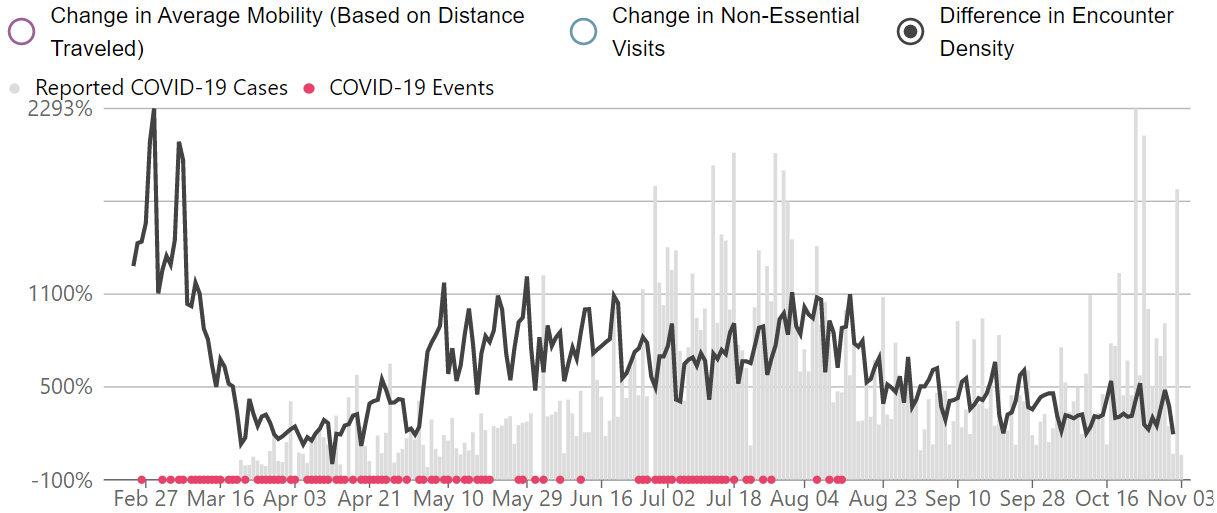 Change in Average Mobility (Based on Distance
Traveled)
Change in Non-Essential
Visits
Difference in Encounter
Density
Reported COVID-19 Cases
COVID-19 Events
2293%
1100%
500%
-100%
Feb 27 Mar 16 Apr 03 Apr 21 May 10 May 29 Jun 16 Jul 02 Jul 18 Aug 04 Aug 23 Sep 10 Sep 28 Oct 16 Nov 03